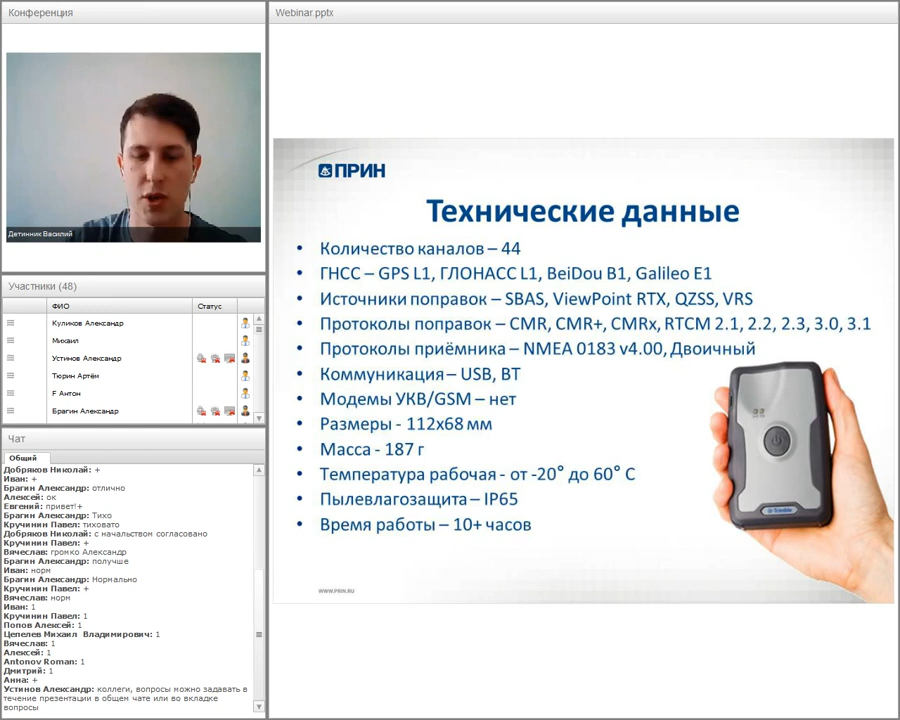 Конференция
Детинник Василий
Участники (48)
ФИО
Статус
Куликов Александр
Михаил
Устинов Александр
Тюрин Артём
F Антон
Брагин Александр
Чат
Общий
Добряков Николай: +
Иван: +
Брагин Александр: отлично
Алексей: ок
Евгений: привет!+
Брагин Александр: Тихо
Кручинин Павел: тиховато
Добряков Николай: с начальством согласовано
Кручинин Павел: +
Вячеслав: громко Александр
Брагин Александр: получше
Иван: норм
Брагин Александр: Нормально
Кручинин Павел: +
Вячеслав: норм
Иван: 1
Кручинин Павел: 1
Попов Алексей: 1
Цепелев Михаил Владимирович: 1
Вячеслав: 1
Алексей: 1
Antonov Roman: 1
Дмитрий: 1
Анна: +
Устинов Александр: коллеги, вопросы можно задавать в
течение презентации в общем чате или во вкладке
вопросы
Webinar.pptx
ПРИН
Технические данные
• Количество каналов – 44
• ГНСС – GPS L1, ГЛОНАСС L1, BeiDou B1, Galileo E1
• Источники поправок – SBAS, ViewPoint RTX, QZSS, VRS
• Протоколы поправок – CMR, CMR+, CMRx, RTCM 2.1, 2.2, 2.3, 3.0, 3.1
• Протоколы приёмника – NMEA 0183 v4.00, Двоичный
• Коммуникация – USB, BT
• Модемы УКВ/GSM – нет
• Размеры - 112x68 мм
• Масса - 187 г
• Температура рабочая - от -20° до 60° С
• Пылевлагозащита – IP65
• Время работы – 10+ часов
Trimble
WWW.PRIN.RU